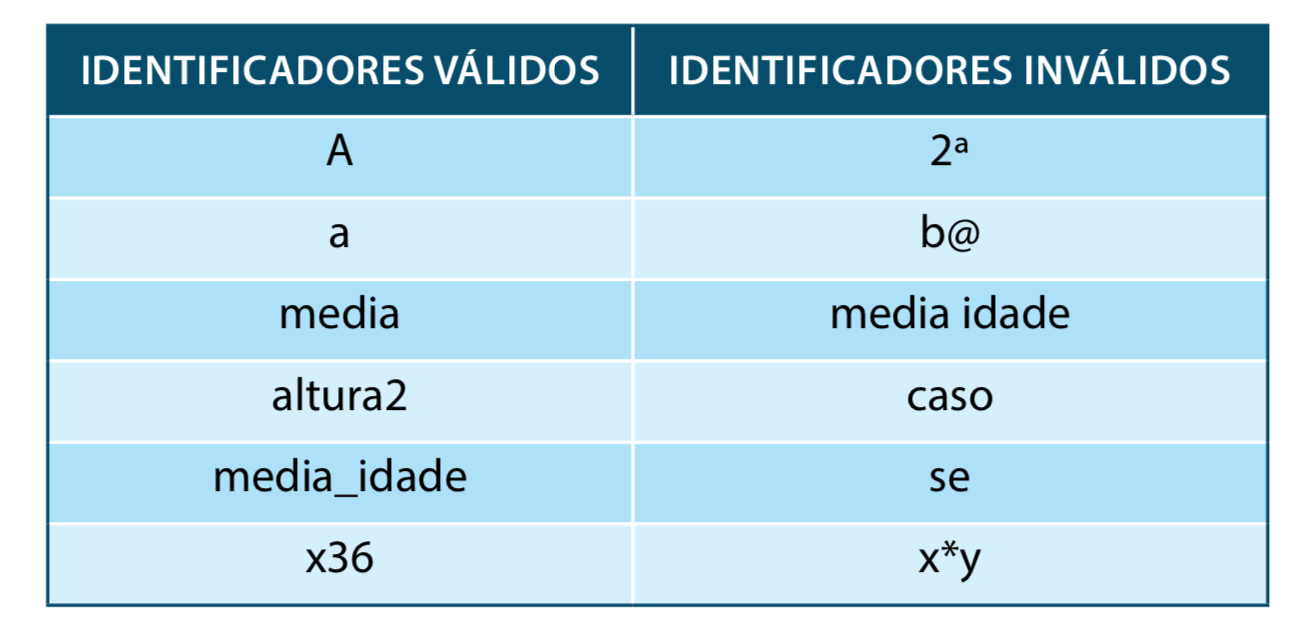 IDENTIFICADORES VÁLIDOS IDENTIFICADORES INVÁLIDOS
A 2ª
a b@
media media idade
altura2 caso
media_idade se
x36 x*y